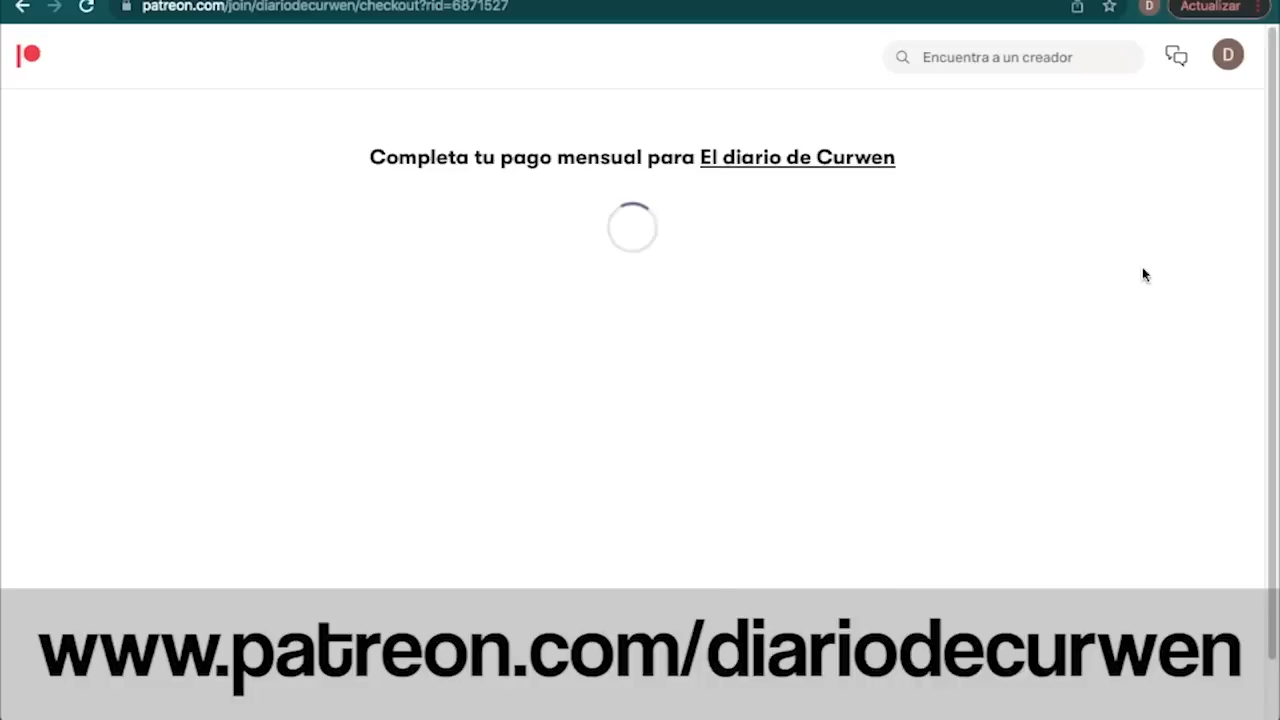 patreon.com/join/diariodecurwen/checkout?rid=6871527
D
Actualizar
Encuentra a un creador
D
Completa tu pago mensual para El diario de Curwen
www.patreon.com/diariodecurwen